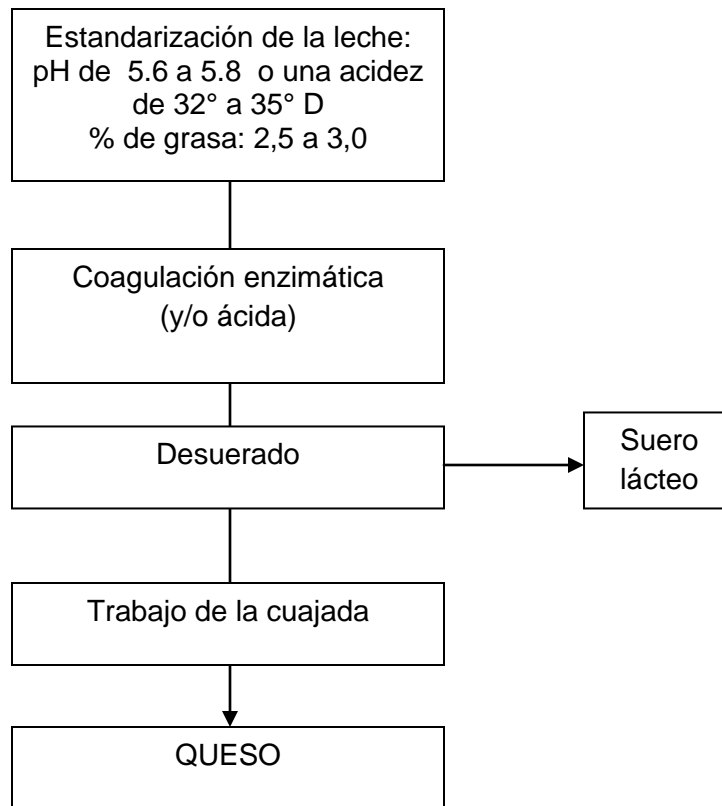 Estandarización de la leche:
pH de  5.6 a 5.8  o una acidez
de 32° a 35° D
% de grasa: 2,5 a 3,0
Coagulación enzimática
(y/o ácida)
Desuerado
Suero
lácteo
Trabajo de la cuajada
QUESO